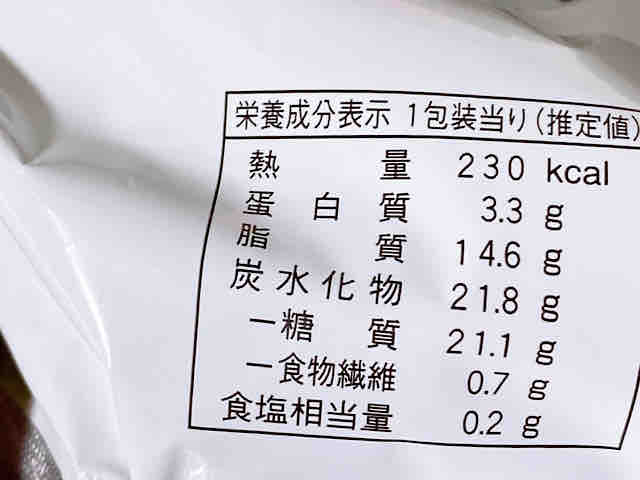 栄養成分表示 1包装当り(推定値)
熱量 230 kcal
蛋白質 3.3 g
脂質 14.6 g
炭水化物 21.8 g
－糖質 21.1 g
－食物繊維 0.7 g
食塩相当量 0.2 g